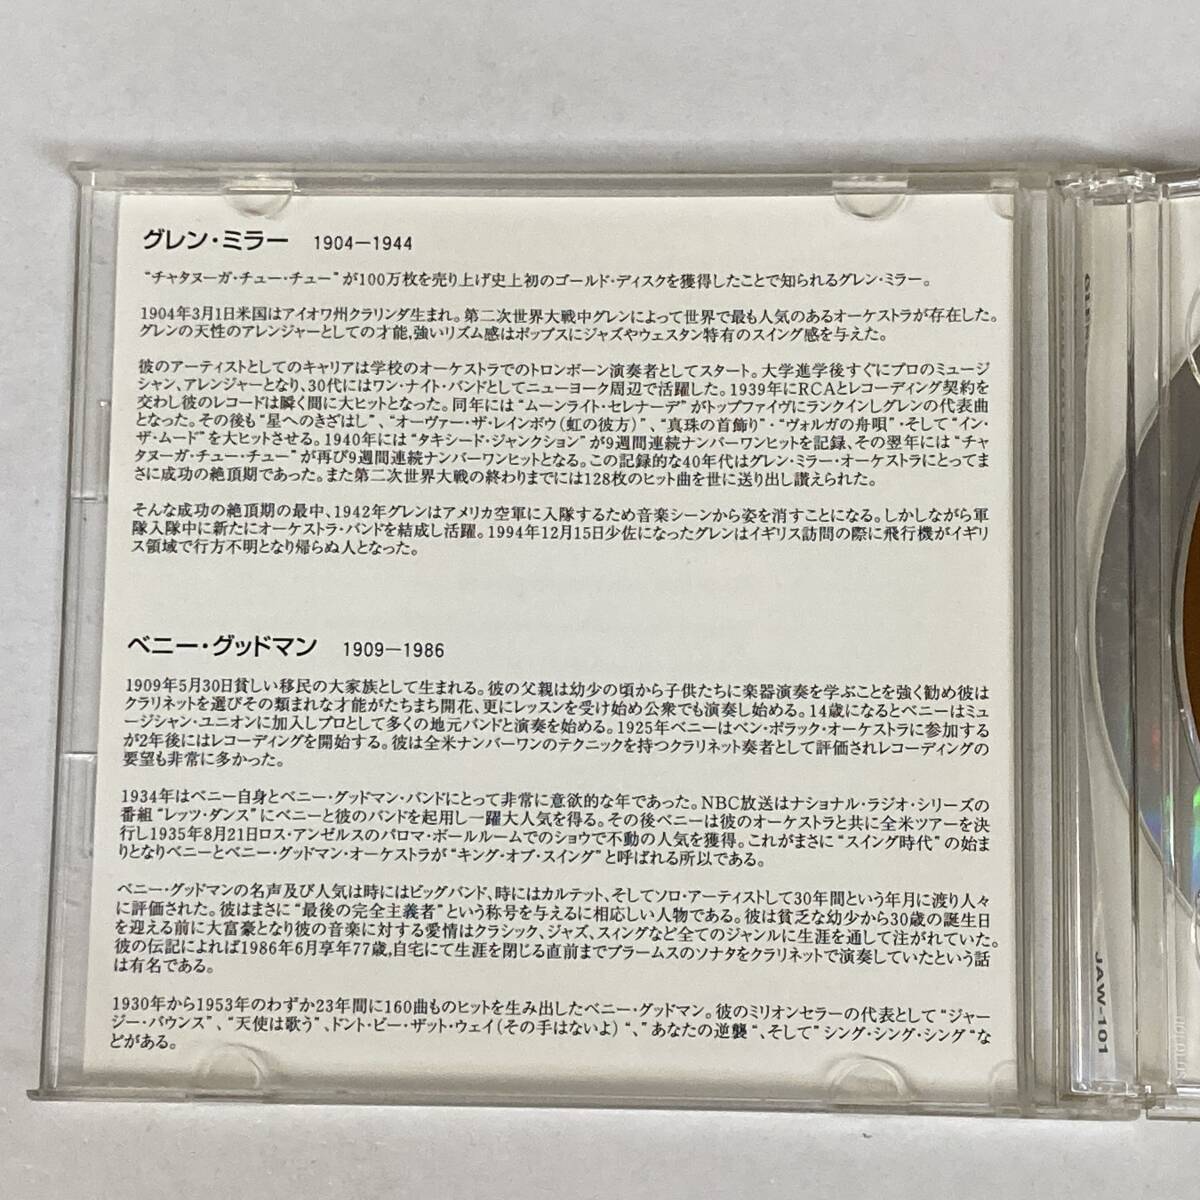 グレン・ミラー 1904—1944
“チャタヌーガ・チュー・チュー”が100万枚を売り上げ史上初のゴールド・ディスクを獲得したことで知られるグレン・ミラー。
1904年3月1日米国はアイオワ州クラリンダ生まれ。第二次世界大戦中グレンによって世界で最も人気のあるオーケストラが存在した。
グレンの天性のアレンジャーとしての才能,強いリズム感はポップスにジャズやウェスタン特有のスイング感を与えた。
彼のアーティストとしてのキャリアは学校のオーケストラでのトロンボーン演奏者としてスタート。大学進学後すぐにプロのミュージ
シャン、アレンジャーとなり、30代にはワン・ナイト・バンドとしてニューヨーク周辺で活躍した。1939年にRCAとレコーディング契約を
交わし彼のレコードは瞬く間に大ヒットとなった。同年には“ムーンライト・セレナーデ”がトップファイヴにランクインしグレンの代表曲
となった。その後も“星へのきざはし”、“オーヴァー・ザ・レインボウ(虹の彼方)”、“真珠の首飾り”・“ヴォルガの舟唄”・そして“イン・
ザ・ムード”を大ヒットさせる。1940年には“タキシード・ジャンクション”が9週間連続ナンバーワンヒットを記録、その翌年には“チャ
タヌーガ・チュー・チュー”が再び9週間連続ナンバーワンヒットとなる。この記録的な40年代はグレン・ミラー・オーケストラにとってま
さに成功の絶頂期であった。また第二次世界大戦の終わりまでには128枚のヒット曲を世に送り出し讃えられた。
そんな成功の絶頂期の最中、1942年グレンはアメリカ空軍に入隊するため音楽シーンから姿を消すことになる。しかしながら軍
隊入隊中に新たにオーケストラ・バンドを結成し活躍。1994年12月15日少佐になったグレンはイギリス訪問の際に飛行機がイギリ
ス領域で行方不明となり帰らぬ人となった。
ベニー・グッドマン 1909—1986
1909年5月30日貧しい移民の大家族として生まれる。彼の父親は幼少の頃から子供たちに楽器演奏を学ぶことを強く勧め彼は
クラリネットを選びその類まれな才能がたちまち開花、更にレッスンを受け始め公衆でも演奏し始める。14歳になるとベニーはミュ
ージシャン・ユニオンに加入しプロとして多くの地元バンドと演奏を始める。1925年ベニーはベン・ポラック・オーケストラに参加する
が2年後にはレコーディングを開始する。彼は全米ナンバーワンのテクニックを持つクラリネット奏者として評価されレコーディングの
要望も非常に多かった。
1934年はベニー自身とベニー・グッドマン・バンドにとって非常に意欲的な年であった。NBC放送はナショナル・ラジオ・シリーズの
番組“レッツ・ダンス”にベニーと彼のバンドを起用し一躍大人気を得る。その後ベニーは彼のオーケストラと共に全米ツアーを決
行し1935年8月21日ロス・アンゼルスのパロマ・ボールルームでのショウで不動の人気を獲得。これがまさに“スイング時代”の始ま
りとなりベニーとベニー・グッドマン・オーケストラが“キング・オブ・スイング”と呼ばれる所以である。
ベニー・グッドマンの名声及び人気は時にはビッグバンド、時にはカルテット、そしてソロ・アーティストして30年間という年月に渡り人々
に評価された。彼はまさに“最後の完全主義者”という称号を与えるに相応しい人物である。彼は貧乏な幼少から30歳の誕生日
を迎える前に大富豪となり彼の音楽に対する愛情はクラシック、ジャズ、スイングなど全てのジャンルに生涯を通して注がれていた。
彼の伝記によれば1986年6月享年77歳,自宅にて生涯を閉じる直前までブラームスのソナタをクラリネットで演奏していたという話
は有名である。
1930年から1953年のわずか23年間に160曲ものヒットを生み出したベニー・グッドマン。彼のミリオンセラーの代表として“ジャー
ジー・バウンス”、“天使は歌う”、ドント・ビー・ザット・ウェイ(その手はないよ)“、”あなたの逆襲“、そして”シング・シング・シング“な
どがある。
JAW-101